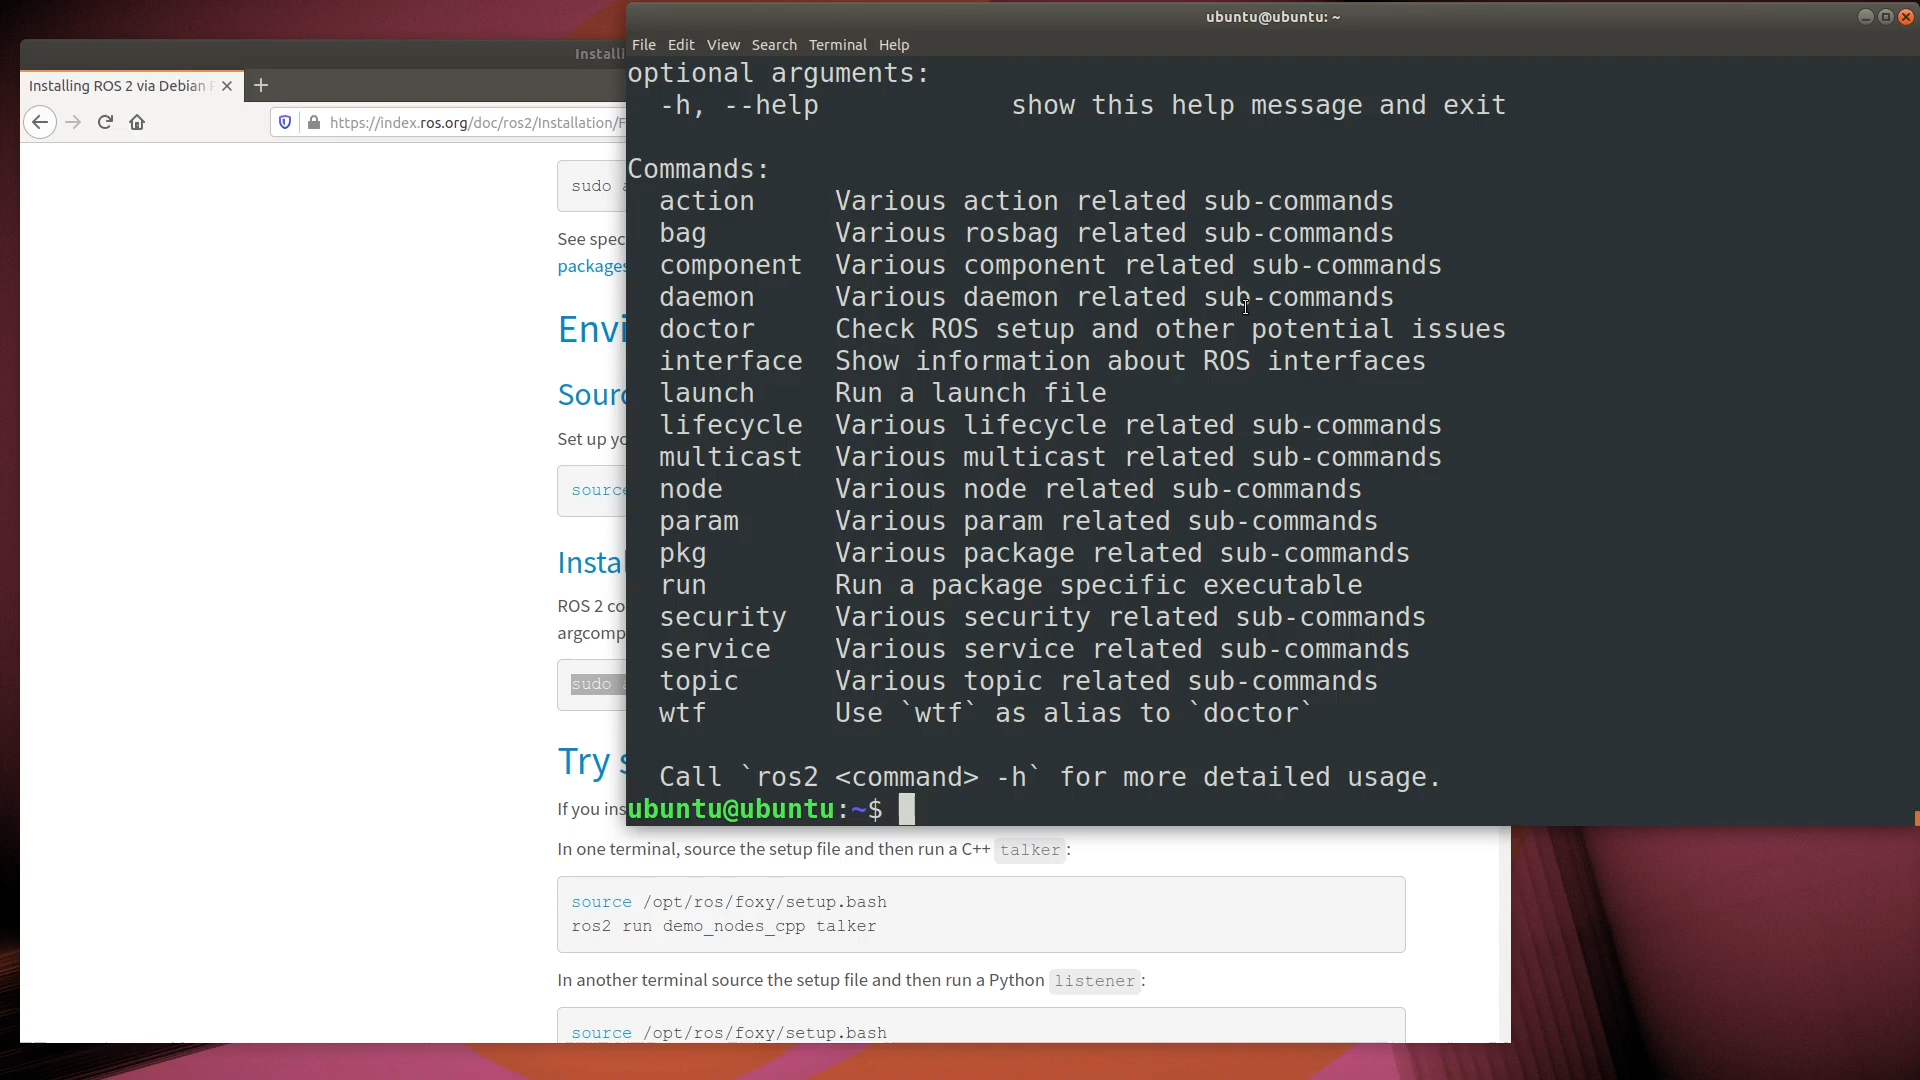 ubuntu@ubuntu: ~
File Edit View Search Terminal Help
optional arguments:
-h, --help show this help message and exit
Commands:
action Various action related sub-commands
bag Various rosbag related sub-commands
component Various component related sub-commands
daemon Various daemon related sub-commands
doctor Check ROS setup and other potential issues
interface Show information about ROS interfaces
launch Run a launch file
lifecycle Various lifecycle related sub-commands
multicast Various multicast related sub-commands
node Various node related sub-commands
param Various param related sub-commands
pkg Various package related sub-commands
run Run a package specific executable
security Various security related sub-commands
service Various service related sub-commands
topic Various topic related sub-commands
wtf Use `wtf` as alias to `doctor`
Call `ros2 <command> -h` for more detailed usage.
ubuntu@ubuntu:~$
Installi
Installing ROS 2 via Debian
https://index.ros.org/doc/ros2/Installation/F
sudo a
See spec
packages
Envi
Sourc
Set up yo
source
Instal
ROS 2 co
argcomp
sudo a
Try s
If you ins
In one terminal, source the setup file and then run a C++ talker:
source /opt/ros/foxy/setup.bash
ros2 run demo_nodes_cpp talker
In another terminal source the setup file and then run a Python listener:
source /opt/ros/foxy/setup.bash